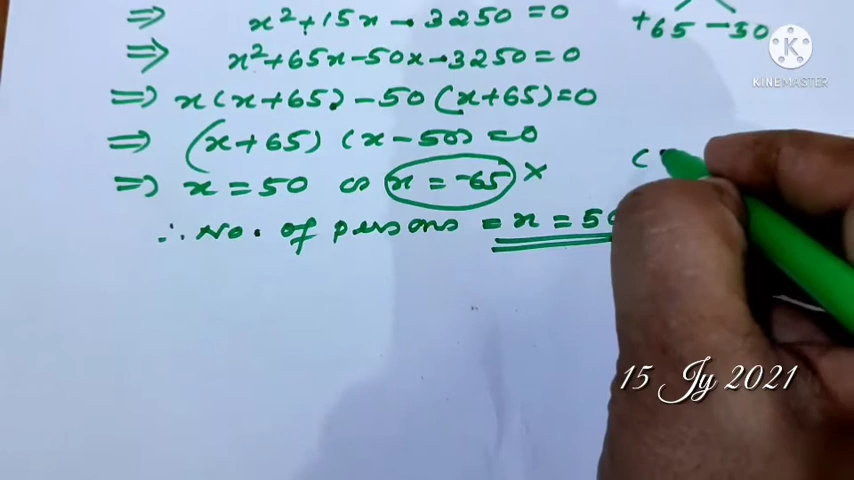 ⇒ x²+15x-3250=0
+65 -50
⇒ x²+65x-50x-3250=0
K
KINEMASTER
⇒ x(x+65)-50(x+65)=0
⇒ (x+65)(x-50)=0
(
⇒ x=50 or x=-65 ×
∴ No. of persons = x = 50
15 Jy 2021